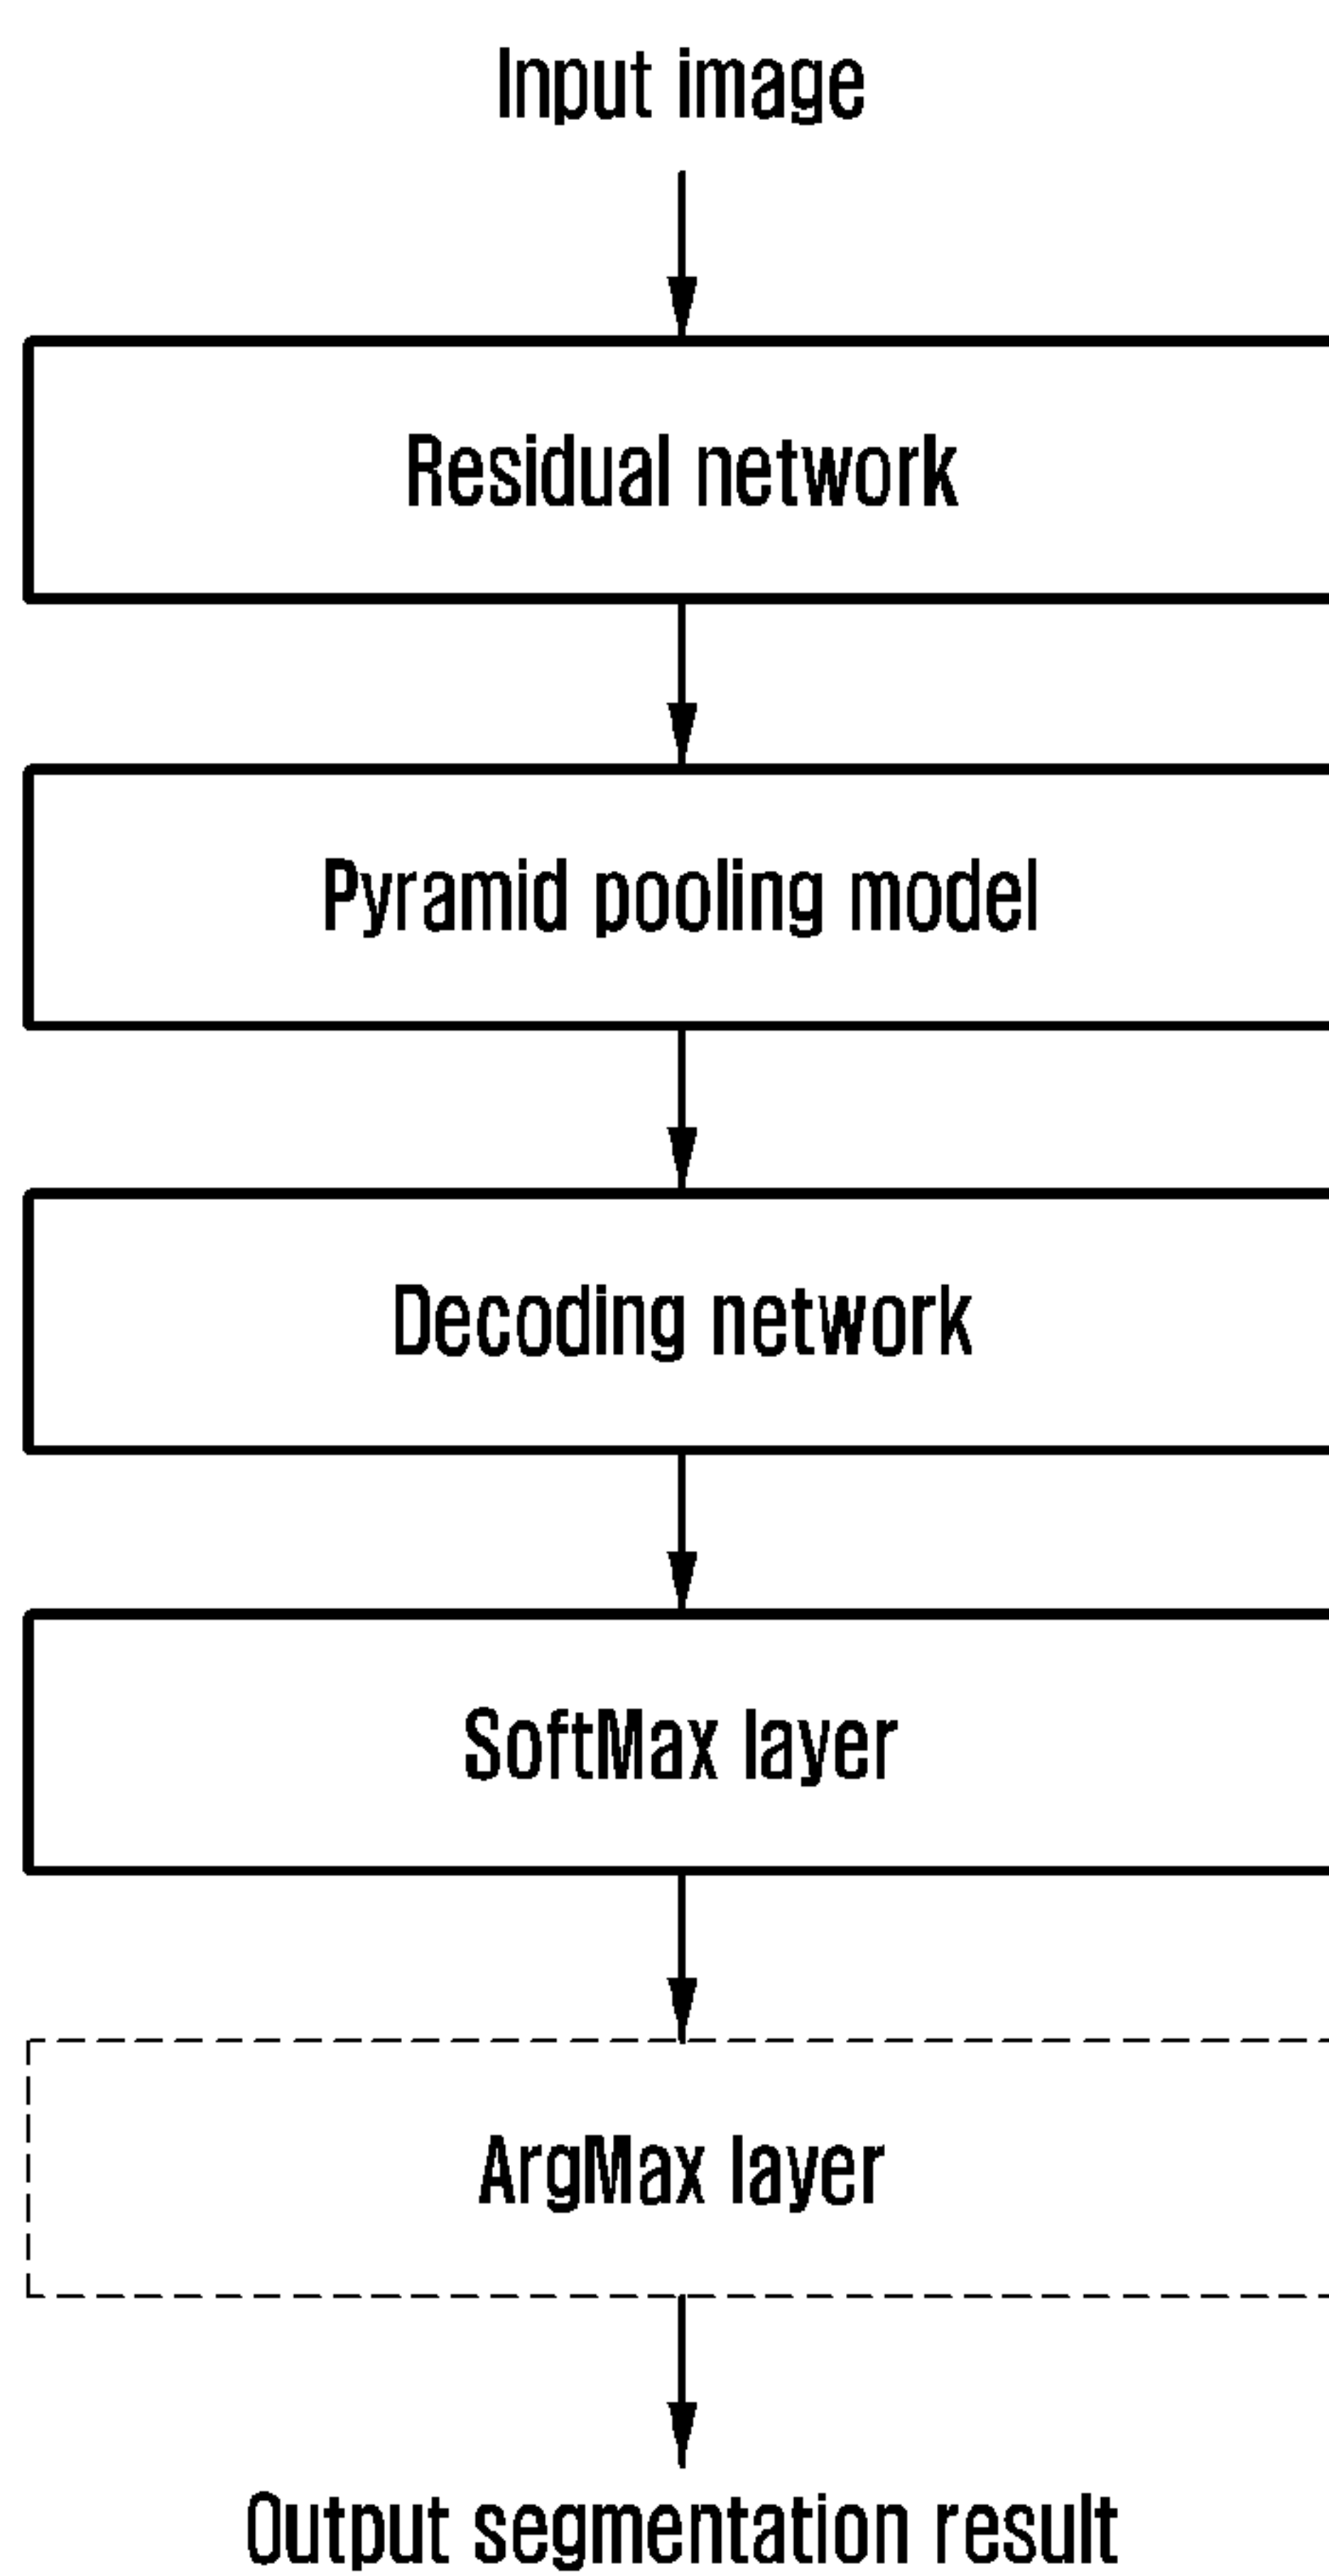 Input image
Residual network
Pyramid pooling model
Decoding network
SoftMax layer
ArgMax layer
Output segmentation result